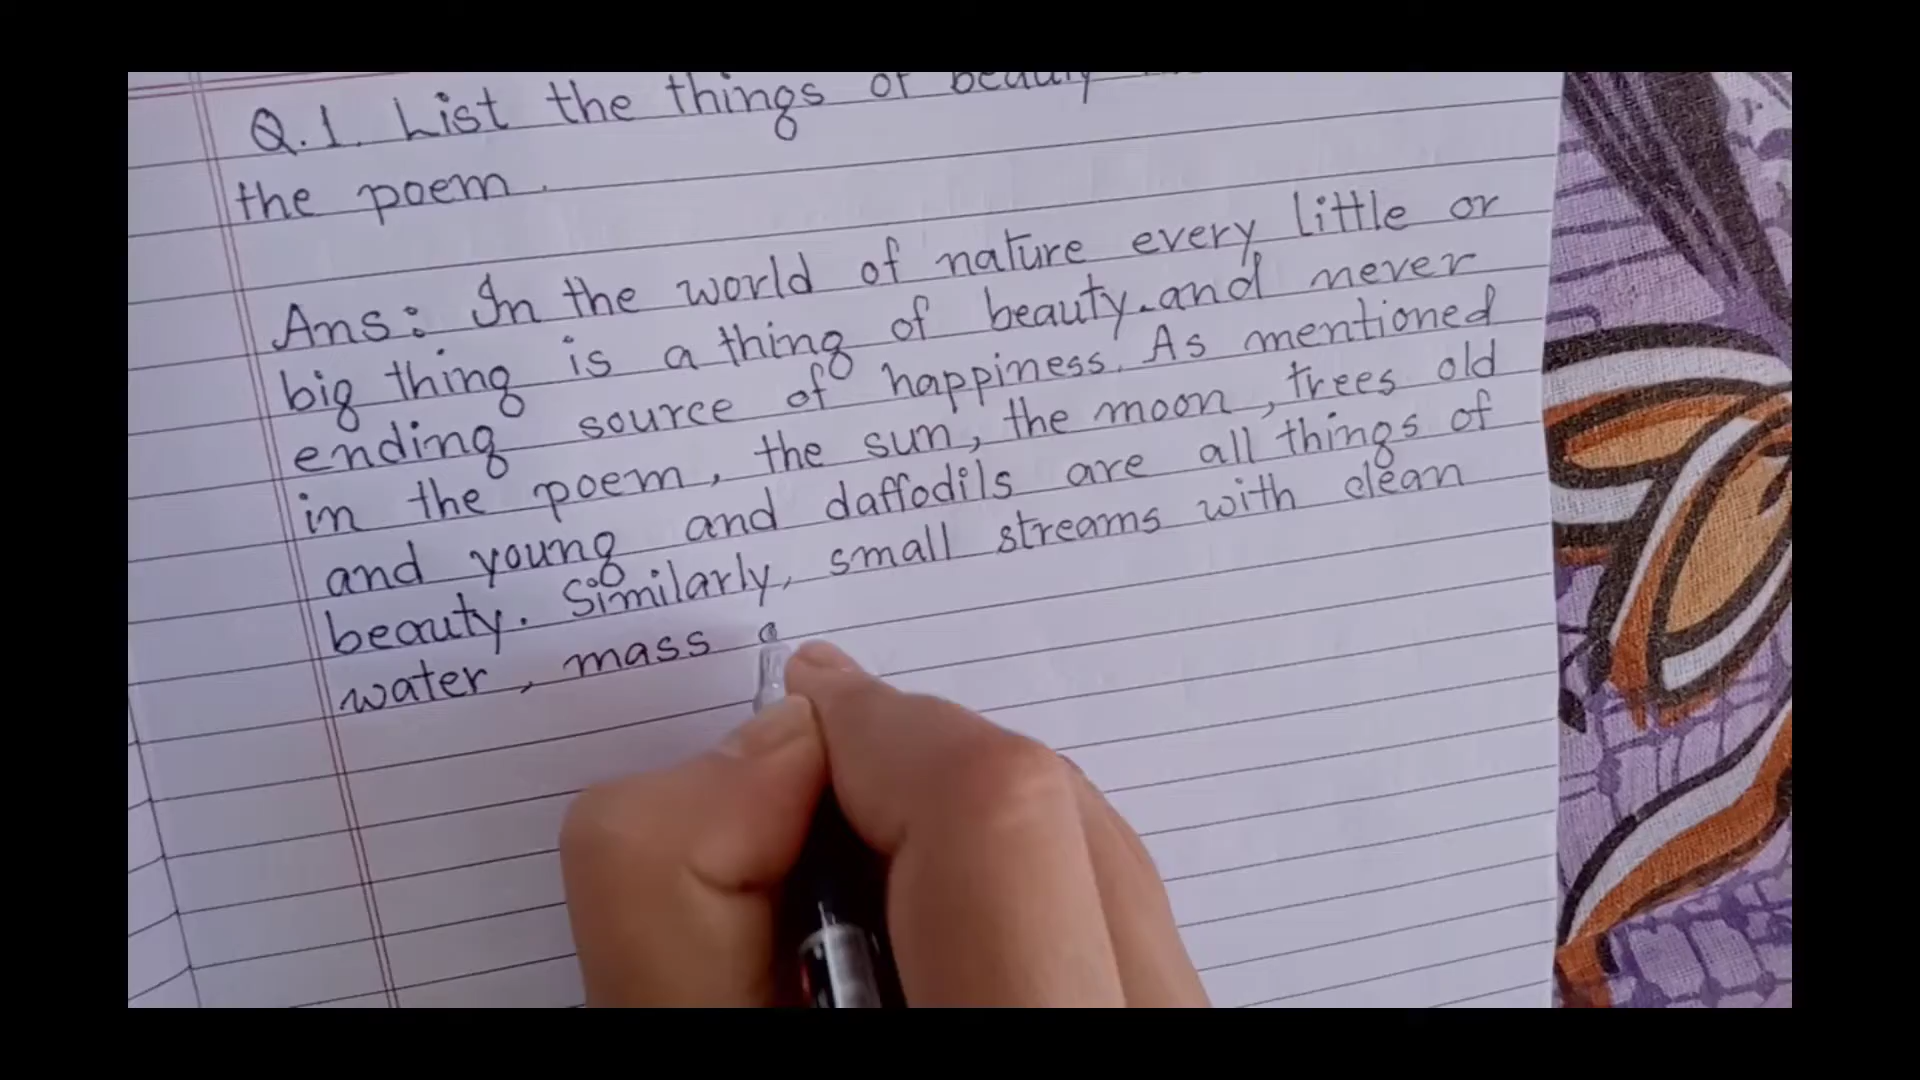 Q.1. List the things of beauty
the poem.
Ans: In the world of nature every little or
big thing is a thing of beauty.and never
ending source of happiness. As mentioned
in the poem, the sun, the moon, trees old
and young and daffodils are all things of
beauty. Similarly, small streams with clean
water, mass